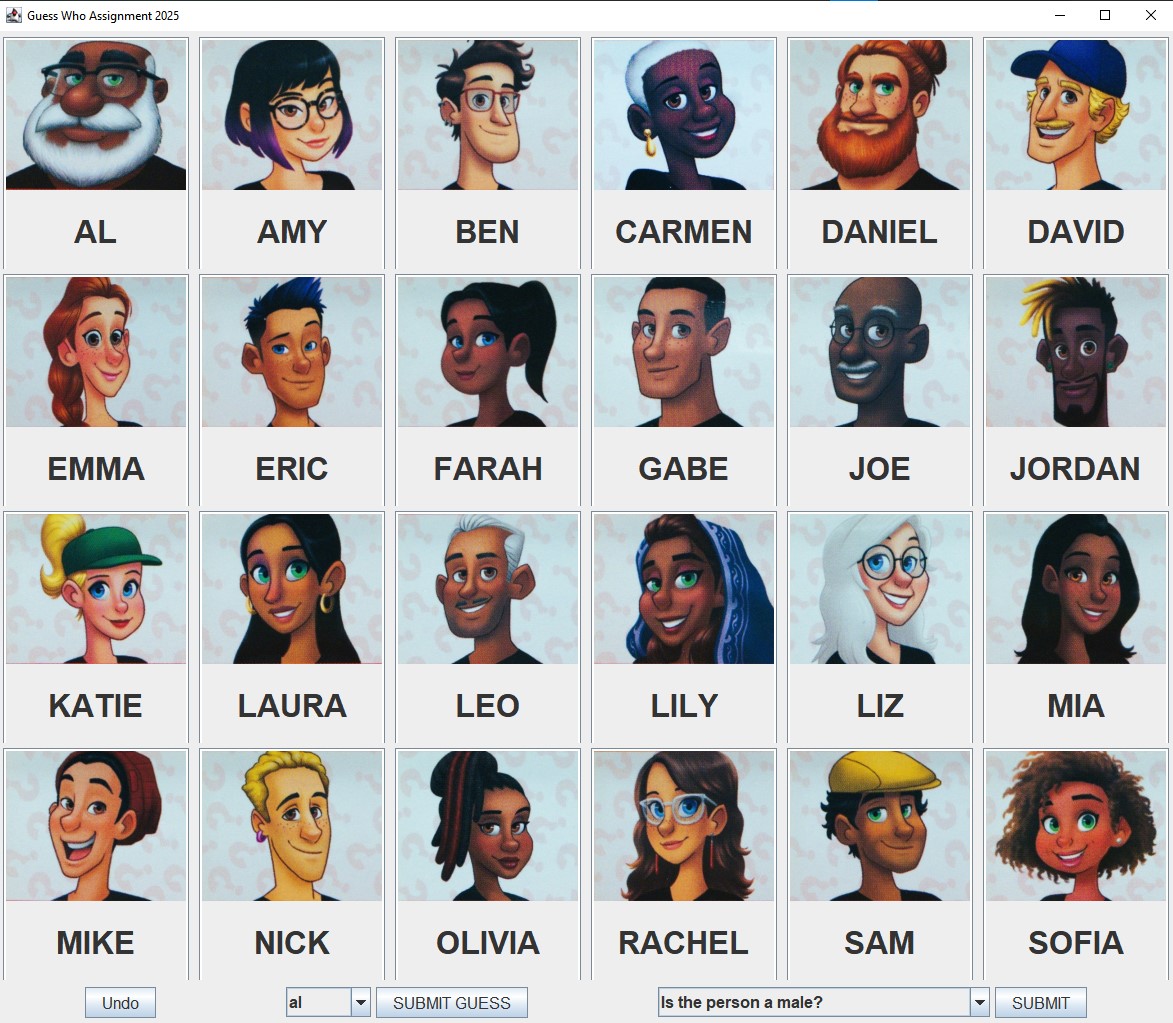 Guess Who Assignment 2025
AL AMY BEN CARMEN DANIEL DAVID
EMMA ERIC FARAH GABE JOE JORDAN
KATIE LAURA LEO LILY LIZ MIA
MIKE NICK OLIVIA RACHEL SAM SOFIA
Undo al SUBMIT GUESS Is the person a male? SUBMIT